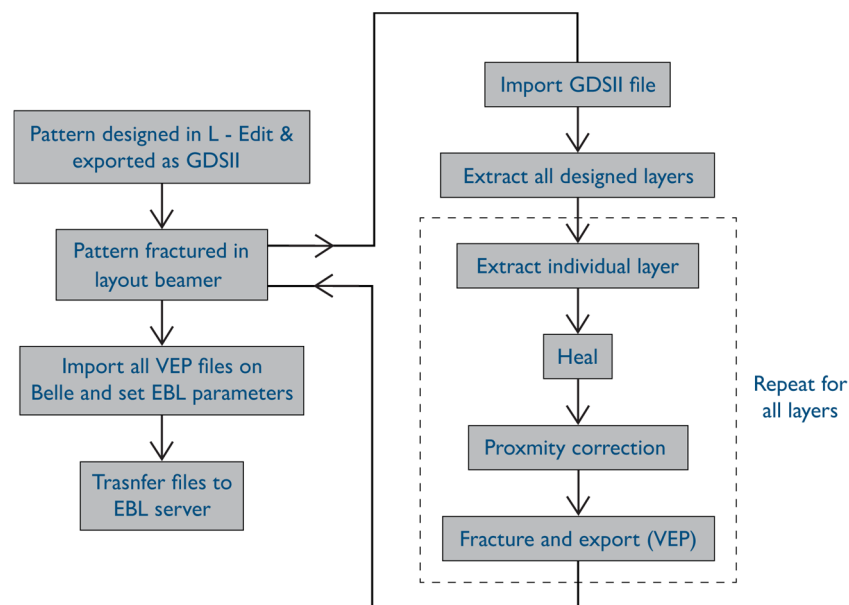 Pattern designed in L - Edit &
exported as GDSII
Pattern fractured in
layout beamer
Import all VEP files on
Belle and set EBL parameters
Trasnfer files to
EBL server
Import GDSII file
Extract all designed layers
Extract individual layer
Heal
Proxmity correction
Fracture and export (VEP)
Repeat for
all layers